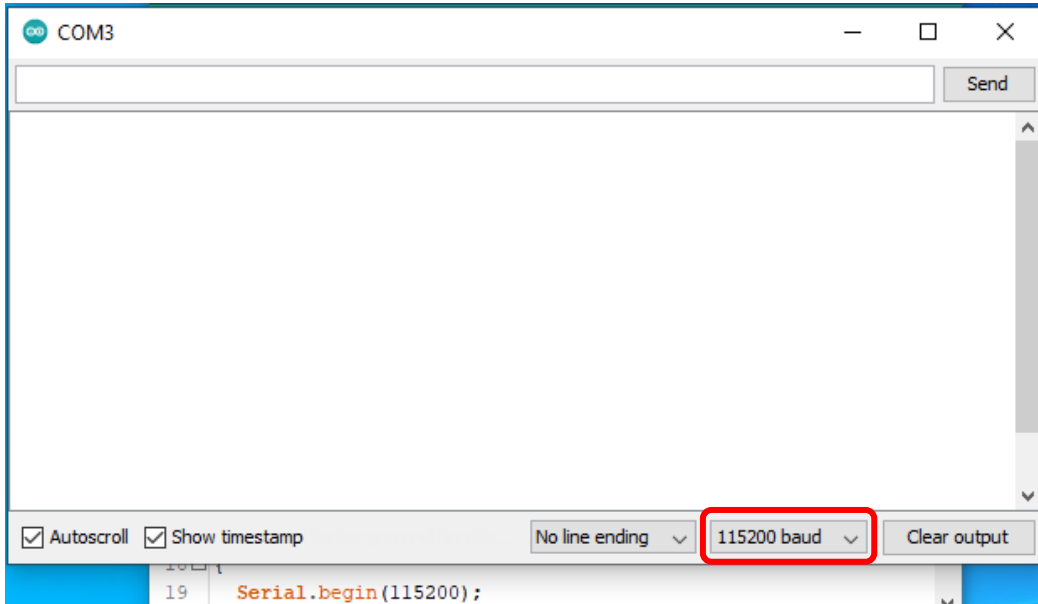 COM3
Send
Autoscroll Show timestamp No line ending 115200 baud Clear output
{
19 Serial.begin(115200);